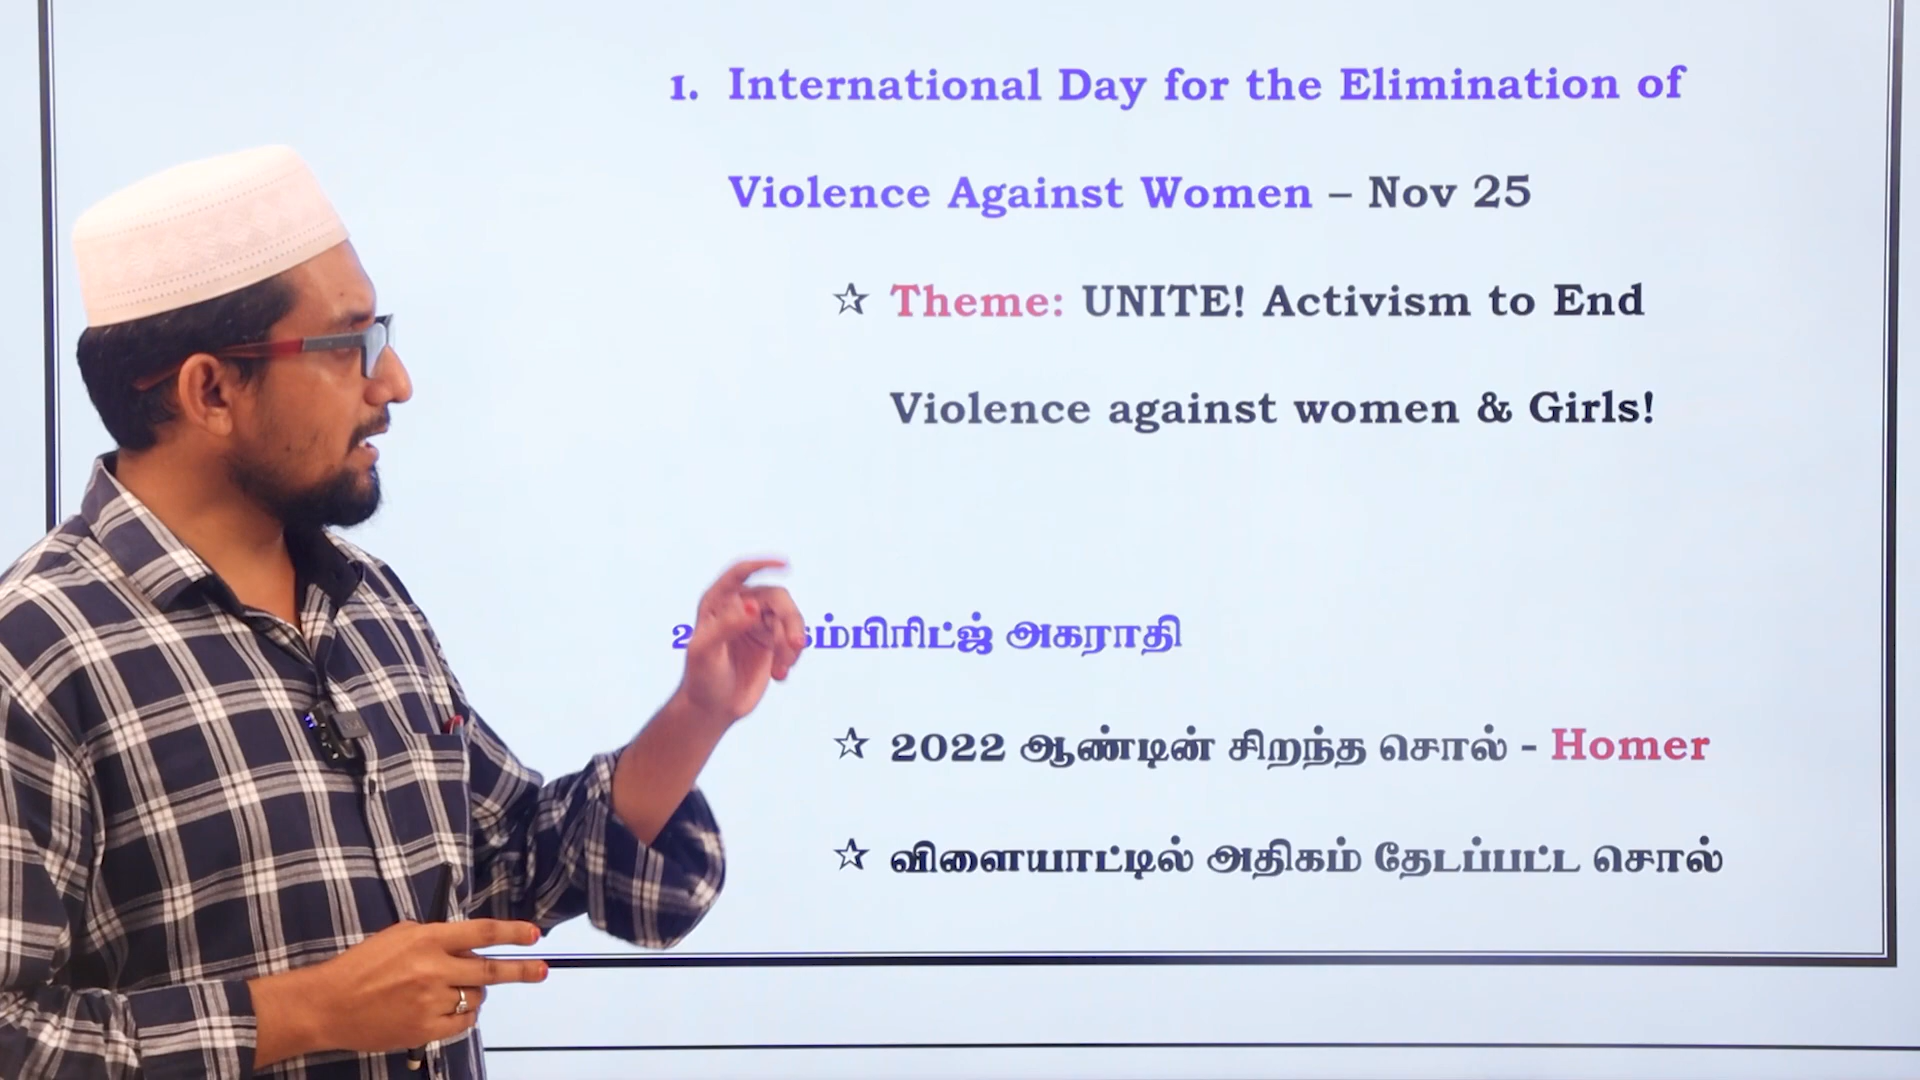 1. International Day for the Elimination of
Violence Against Women – Nov 25
☆ Theme: UNITE! Activism to End
Violence against women & Girls!
2. அகராதி
☆ 2022 ஆண்டின் சிறந்த சொல் - Homer
☆ விளையாட்டில் அதிகம் தேடப்பட்ட சொல்